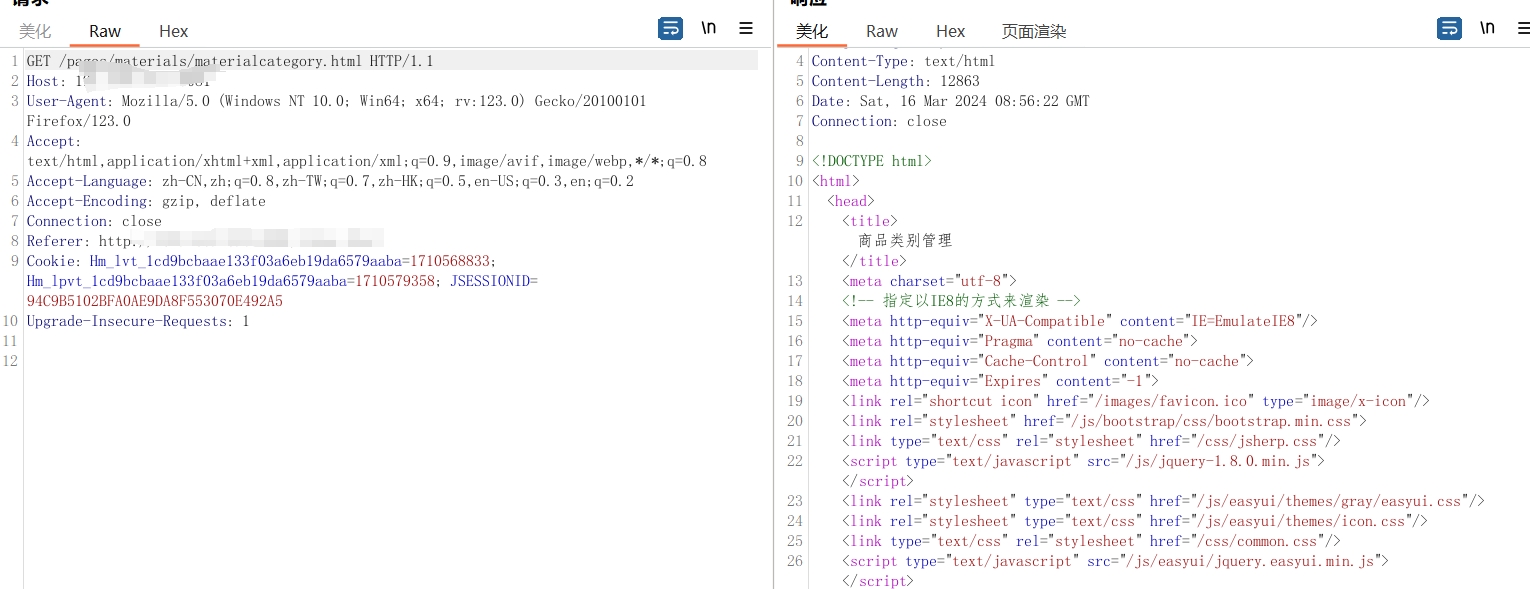 请求
美化 Raw Hex \n
1 GET /pages/materials/materialcategory.html HTTP/1.1
2 Host:
3 User-Agent: Mozilla/5.0 (Windows NT 10.0; Win64; x64; rv:123.0) Gecko/20100101
Firefox/123.0
4 Accept:
text/html,application/xhtml+xml,application/xml;q=0.9,image/avif,image/webp,*/*;q=0.8
5 Accept-Language: zh-CN,zh;q=0.8,zh-TW;q=0.7,zh-HK;q=0.5,en-US;q=0.3,en;q=0.2
6 Accept-Encoding: gzip, deflate
7 Connection: close
8 Referer: http:
9 Cookie: Hm_lvt_1cd9bcbaae133f03a6eb19da6579aaba=1710568833;
Hm_lpvt_1cd9bcbaae133f03a6eb19da6579aaba=1710579358; JSESSIONID=
94C9B5102BFA0AE9DA8F553070E492A5
10 Upgrade-Insecure-Requests: 1
11
12
响应
美化 Raw Hex 页面渲染 \n
4 Content-Type: text/html
5 Content-Length: 12863
6 Date: Sat, 16 Mar 2024 08:56:22 GMT
7 Connection: close
8
9 <!DOCTYPE html>
10 <html>
11 <head>
12 <title>
商品类别管理
</title>
13 <meta charset="utf-8">
14 <!-- 指定以IE8的方式来渲染 -->
15 <meta http-equiv="X-UA-Compatible" content="IE=EmulateIE8"/>
16 <meta http-equiv="Pragma" content="no-cache">
17 <meta http-equiv="Cache-Control" content="no-cache">
18 <meta http-equiv="Expires" content="-1">
19 <link rel="shortcut icon" href="/images/favicon.ico" type="image/x-icon"/>
20 <link rel="stylesheet" href="/js/bootstrap/css/bootstrap.min.css">
21 <link type="text/css" rel="stylesheet" href="/css/jsherp.css"/>
22 <script type="text/javascript" src="/js/jquery-1.8.0.min.js">
</script>
23 <link rel="stylesheet" type="text/css" href="/js/easyui/themes/gray/easyui.css"/>
24 <link rel="stylesheet" type="text/css" href="/js/easyui/themes/icon.css"/>
25 <link type="text/css" rel="stylesheet" href="/css/common.css"/>
26 <script type="text/javascript" src="/js/easyui/jquery.easyui.min.js">
</script>